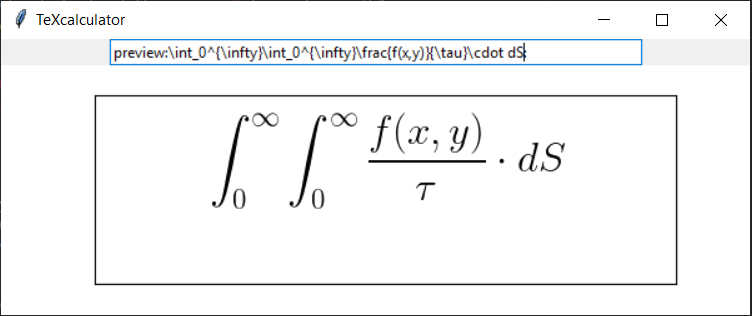 TeXcalculator
preview:\int_0^{\infty}\int_0^{\infty}\frac{f(x,y)}{\tau}\cdot dS;
∫₀^∞ ∫₀^∞ f(x, y)/τ · dS